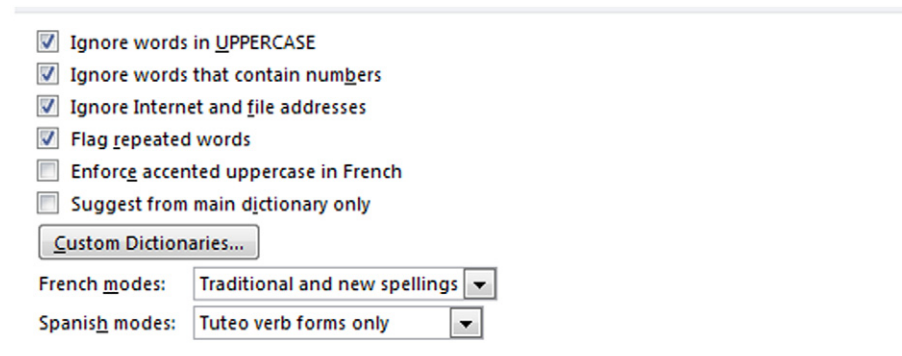 Ignore words in UPPERCASE
Ignore words that contain numbers
Ignore Internet and file addresses
Flag repeated words
Enforce accented uppercase in French
Suggest from main dictionary only
Custom Dictionaries...
French modes: Traditional and new spellings
Spanish modes: Tuteo verb forms only